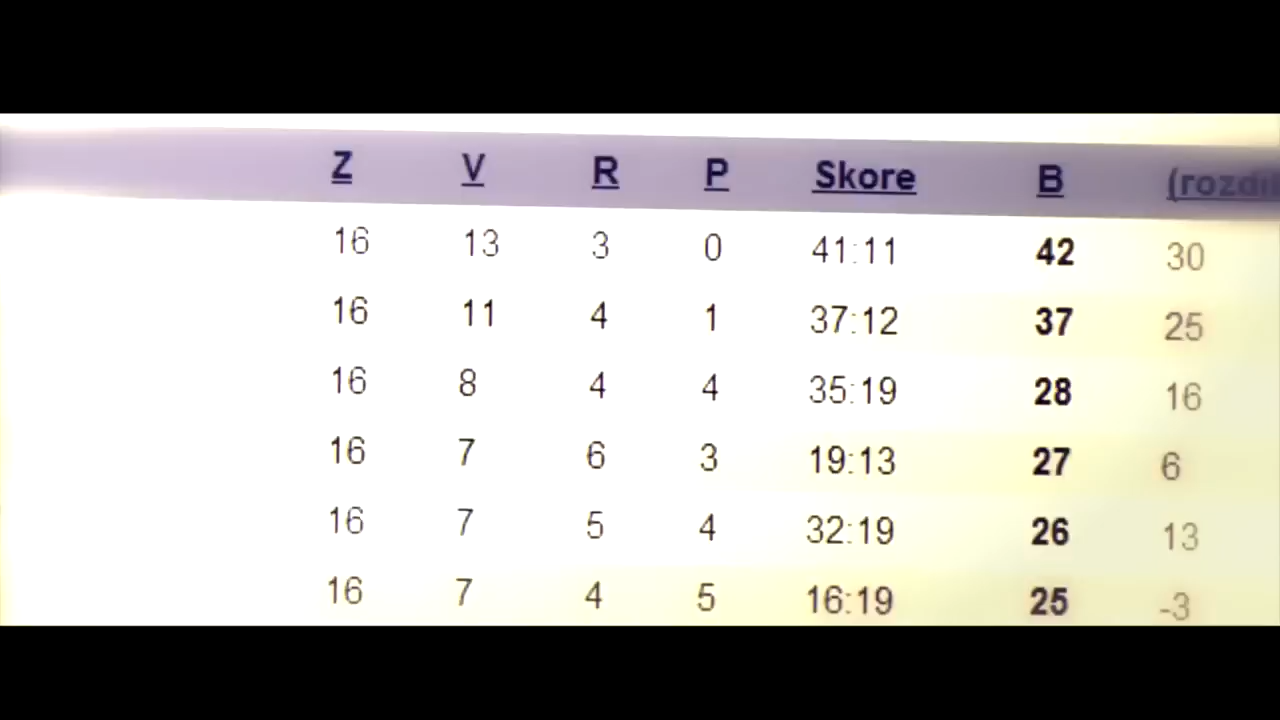 Z V R P Skore B
16 13 3 0 41:11 42 30
16 11 4 1 37:12 37 25
16 8 4 4 35:19 28 16
16 7 6 3 19:13 27 6
16 7 5 4 32:19 26 13
16 7 4 5 16:19 25 -3